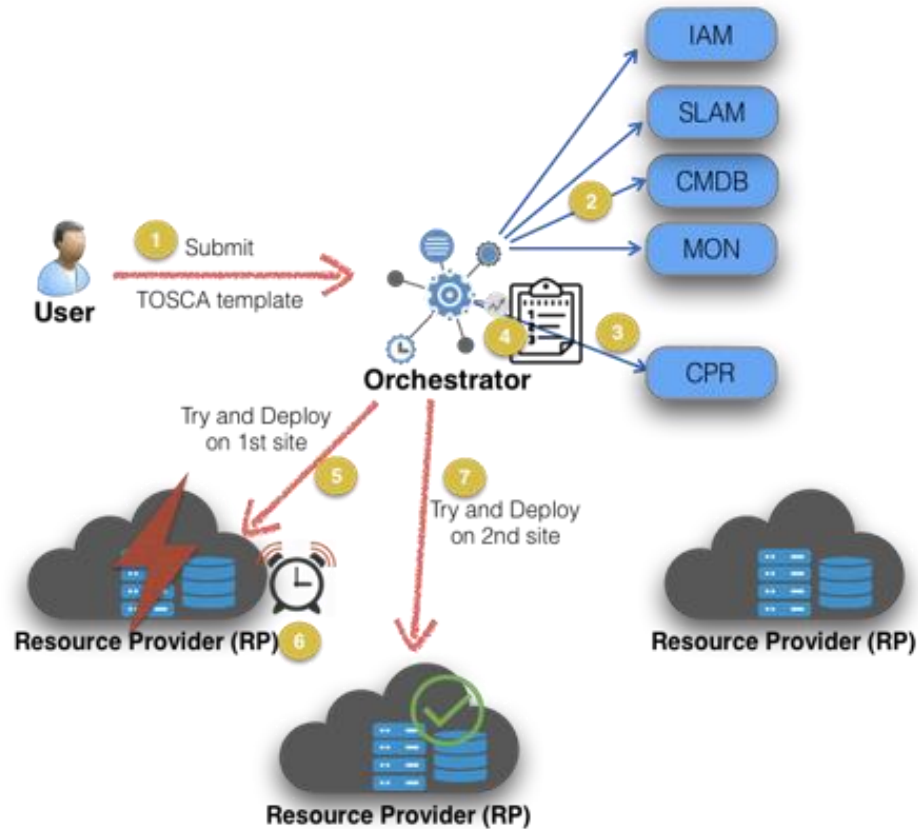 IAM
SLAM
CMDB
2
MON
1
Submit
TOSCA template
User
4
3
Orchestrator
CPR
Try and Deploy
on 1st site
5
7
Try and Deploy
on 2nd site
Resource Provider (RP)
6
Resource Provider (RP)
Resource Provider (RP)